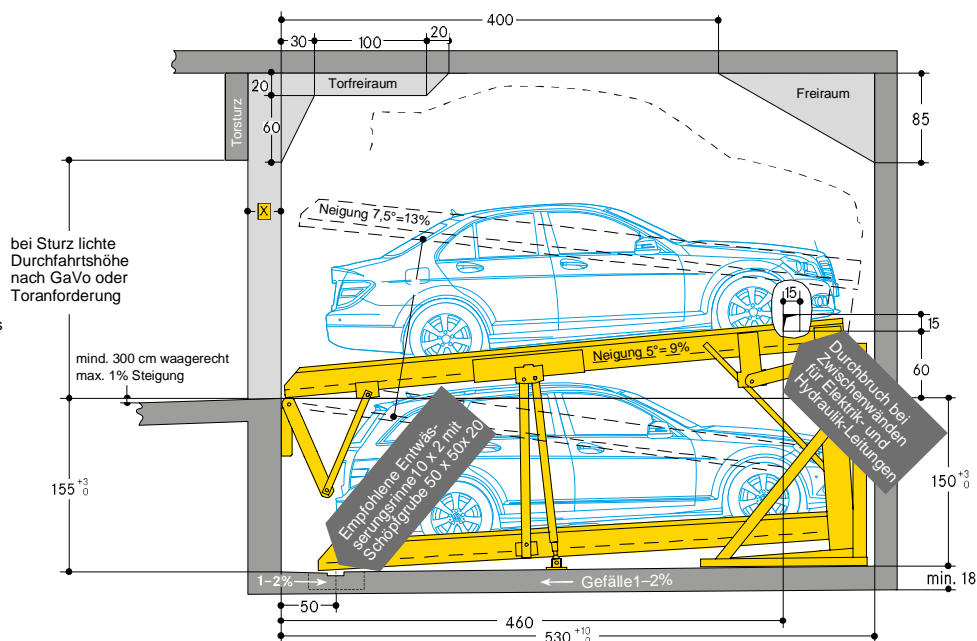 400
30
100
20
20
Torfreiraum
Freiraum
Torsturz
60
85
X
Neigung 7,5°=13%
bei Sturz lichte
Durchfahrtshöhe
nach GaVo oder
Toranforderung
s
15
15
mind. 300 cm waagerecht
max. 1% Steigung
Neigung 5°= 9%
60
Durchbruch bei
Zwischenwänden
für Elektrik- und
Hydraulik-Leitungen
Empfohlene Entwäs-
serungsrinne10 x 2 mit
Schöpfgrube 50 x 50x 20
155 +3 0
150 +3 0
1–2%
Gefälle1–2%
min. 18
50
460
530 +10 0